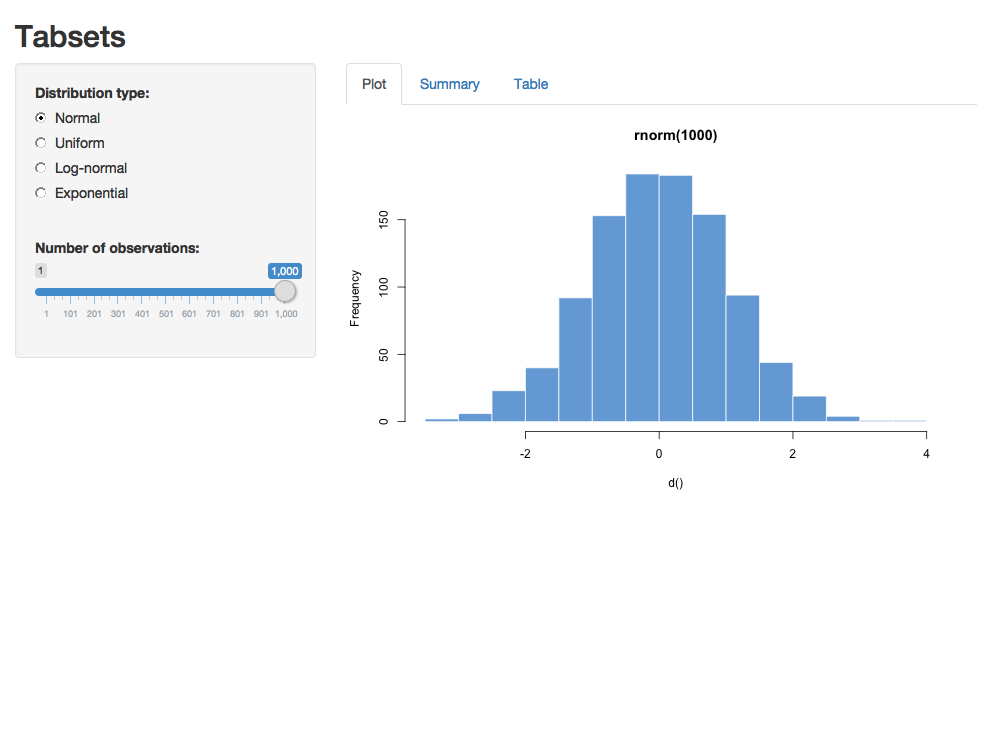 Tabsets
Distribution type:
Normal
Uniform
Log-normal
Exponential
Number of observations:
1 1,000
1 101 201 301 401 501 601 701 801 901 1,000
Plot Summary Table
rnorm(1000)
Frequency
150
100
50
0
-2 0 2 4
d()